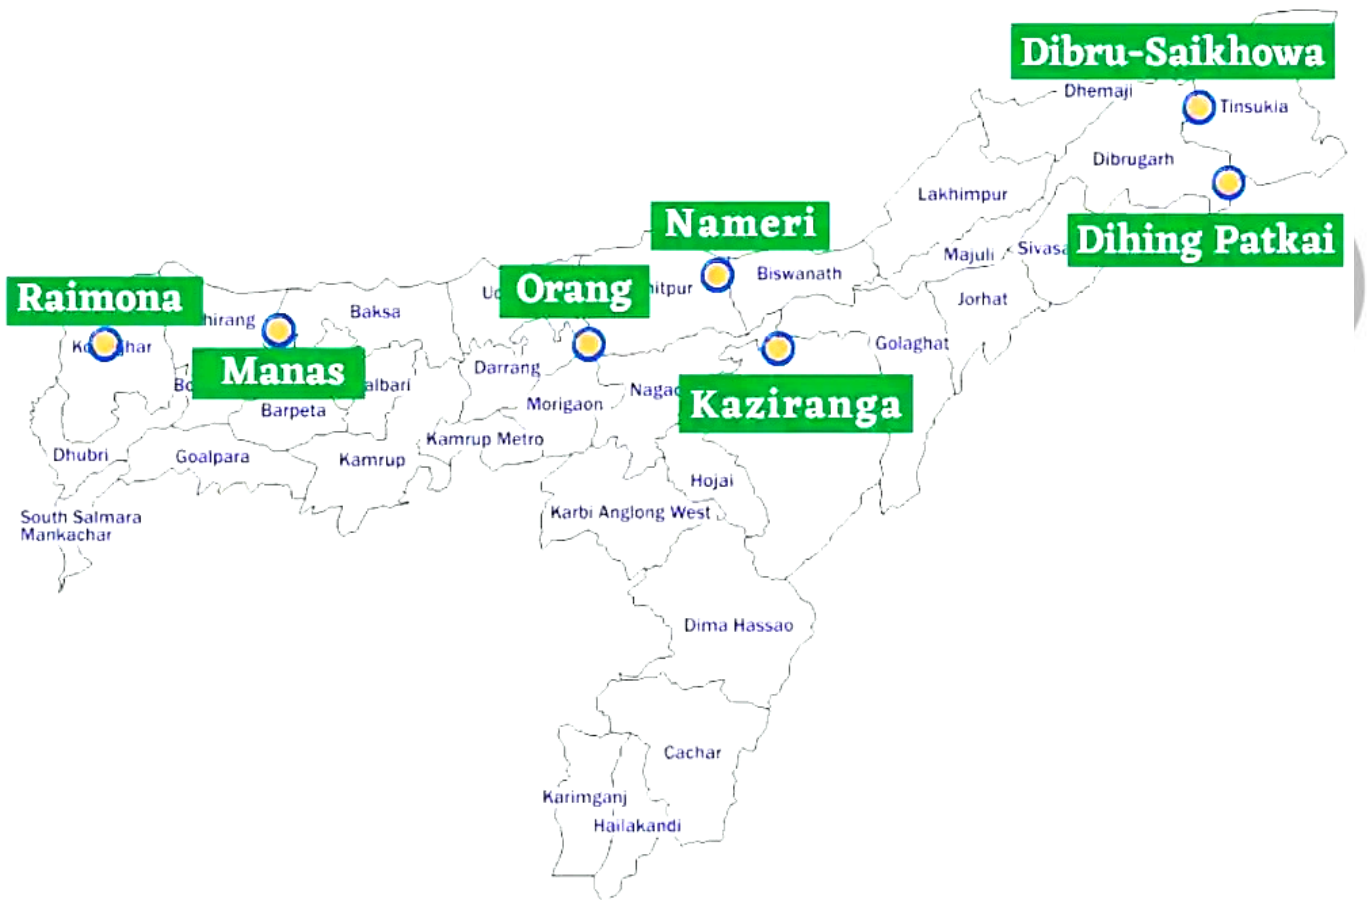 Dibru-Saikhowa
Dhemaji
Tinsukia
Dibrugarh
Lakhimpur
Nameri
Dihing Patkai
Majuli
Biswanath
Orang
Raimona
Jorhat
Baksa
Golaghat
Manas
Darrang
Kaziranga
Morigaon
Barpeta
Kamrup Metro
Dhubri
Goalpara
Kamrup
Hojai
Karbi Anglong West
South Salmara
Mankachar
Dima Hassao
Cachar
Karimganj
Hailakandi